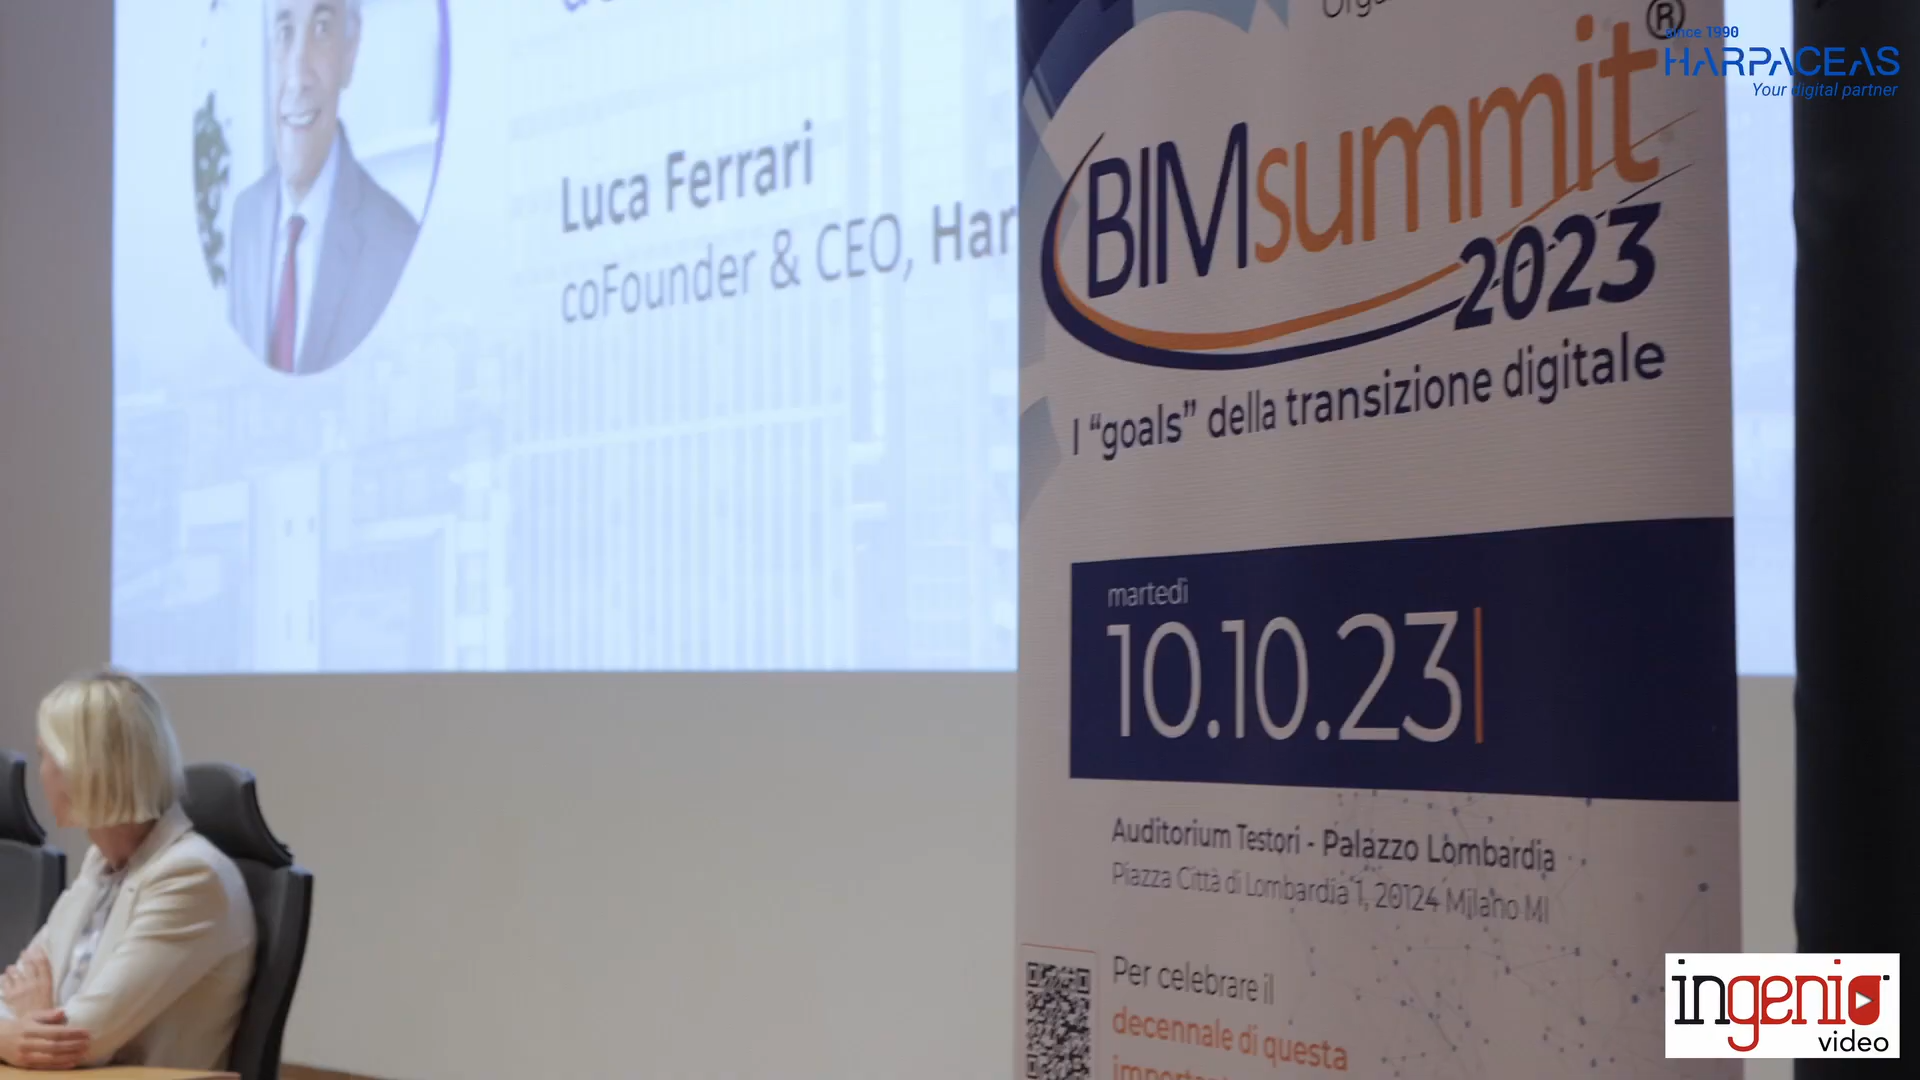 Luca Ferrari
coFounder & CEO, Har
BIMsummit®
2023
I “goals” della transizione digitale
martedì
10.10.23
Auditorium Testori - Palazzo Lombardia
Piazza Città di Lombardia 1, 20124 Milano MI
Per celebrare il
decennale di questa
since 1990
HARPACEAS
Your digital partner
ingenio
video